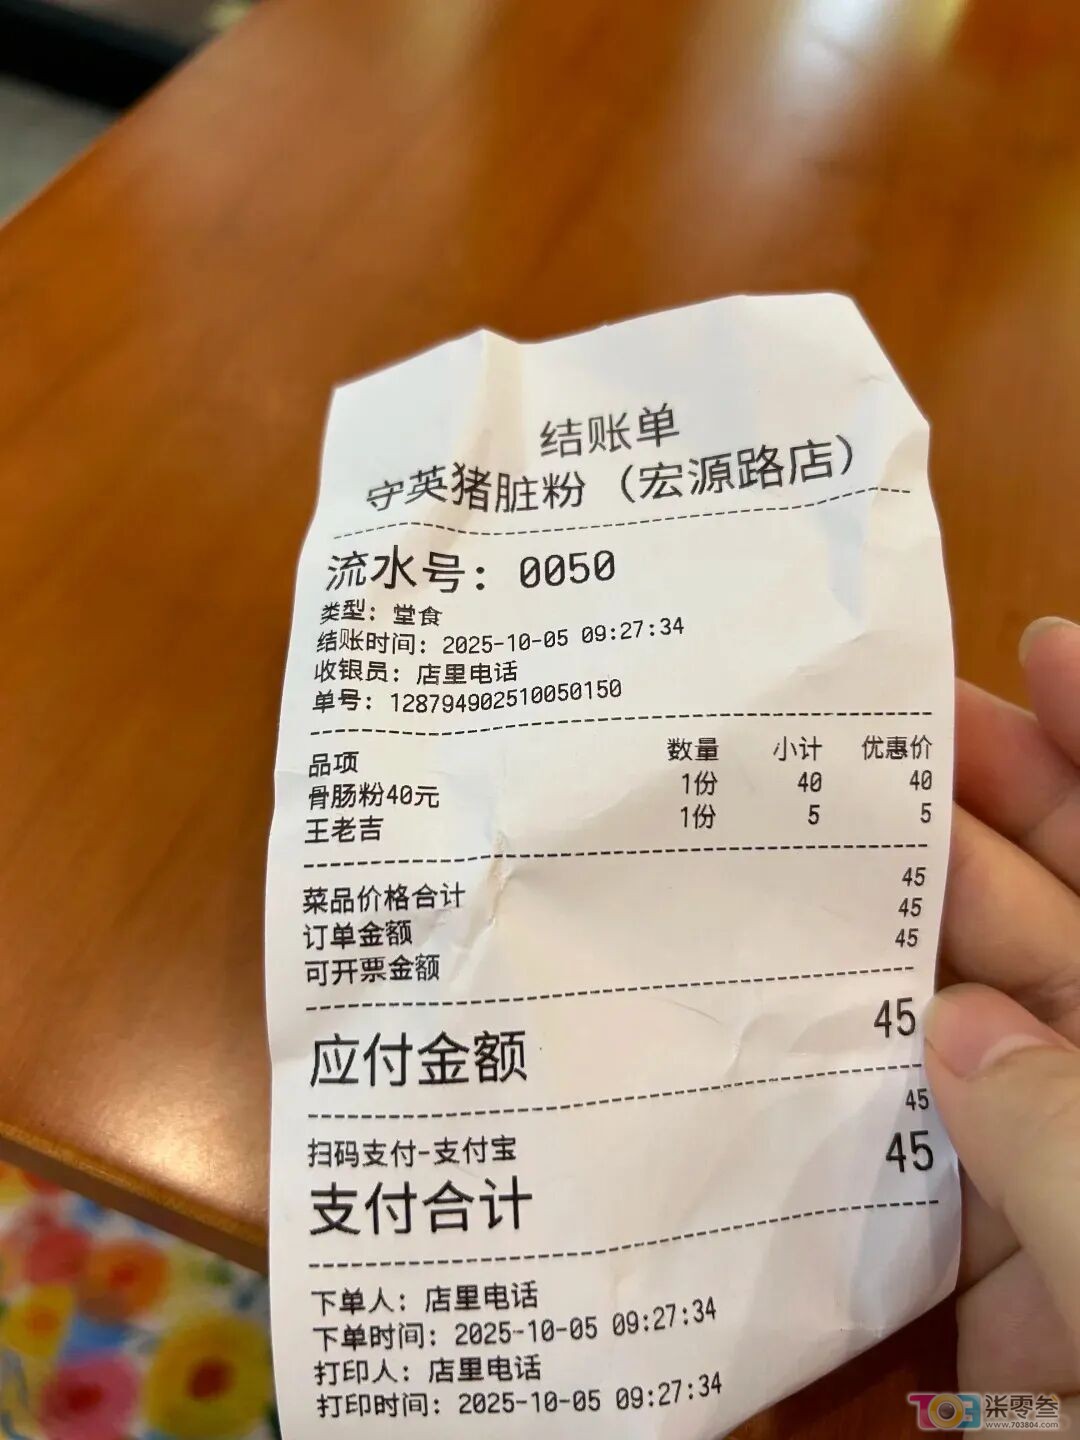 结账单
守英猪脏粉（宏源路店）
流水号：0050
类型：堂食
结账时间：2025-10-05 09:27:34
收银员：店里电话
单号：128794902510050150
品项 数量 小计 优惠价
骨肠粉40元 1份 40 40
王老吉 1份 5 5
菜品价格合计 45
订单金额 45
可开票金额 45
应付金额 45
扫码支付-支付宝 45
支付合计 45
下单人：店里电话
下单时间：2025-10-05 09:27:34
打印人：店里电话
打印时间：2025-10-05 09:27:34
703 柒零叁
www.703804.com